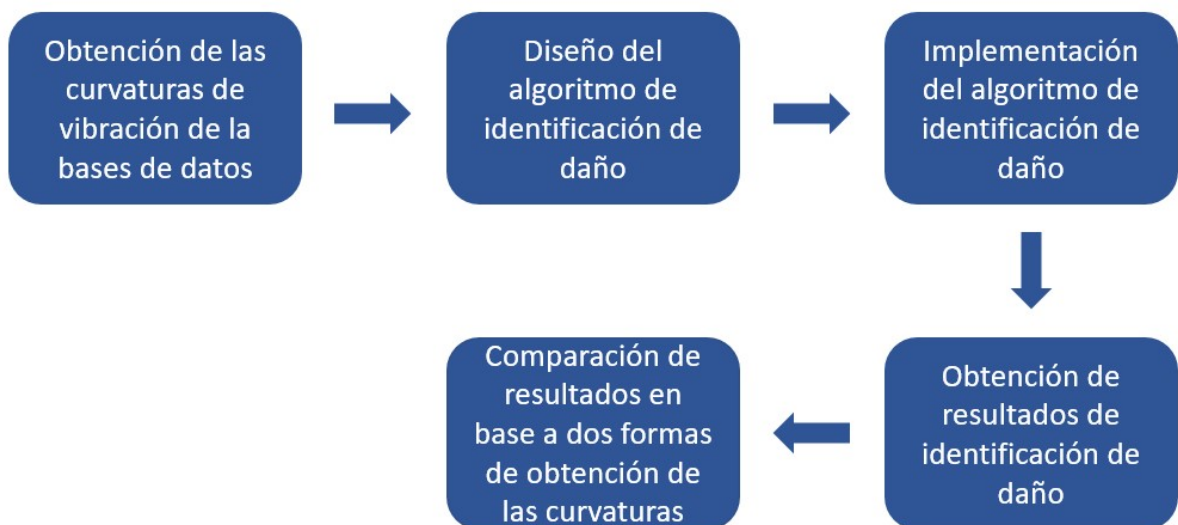 Obtención de las
curvaturas de
vibración de la
bases de datos
Diseño del
algoritmo de
identificación de
daño
Implementación
del algoritmo de
identificación de
daño
Obtención de
resultados de
identificación de
daño
Comparación de
resultados en
base a dos formas
de obtención de
las curvaturas